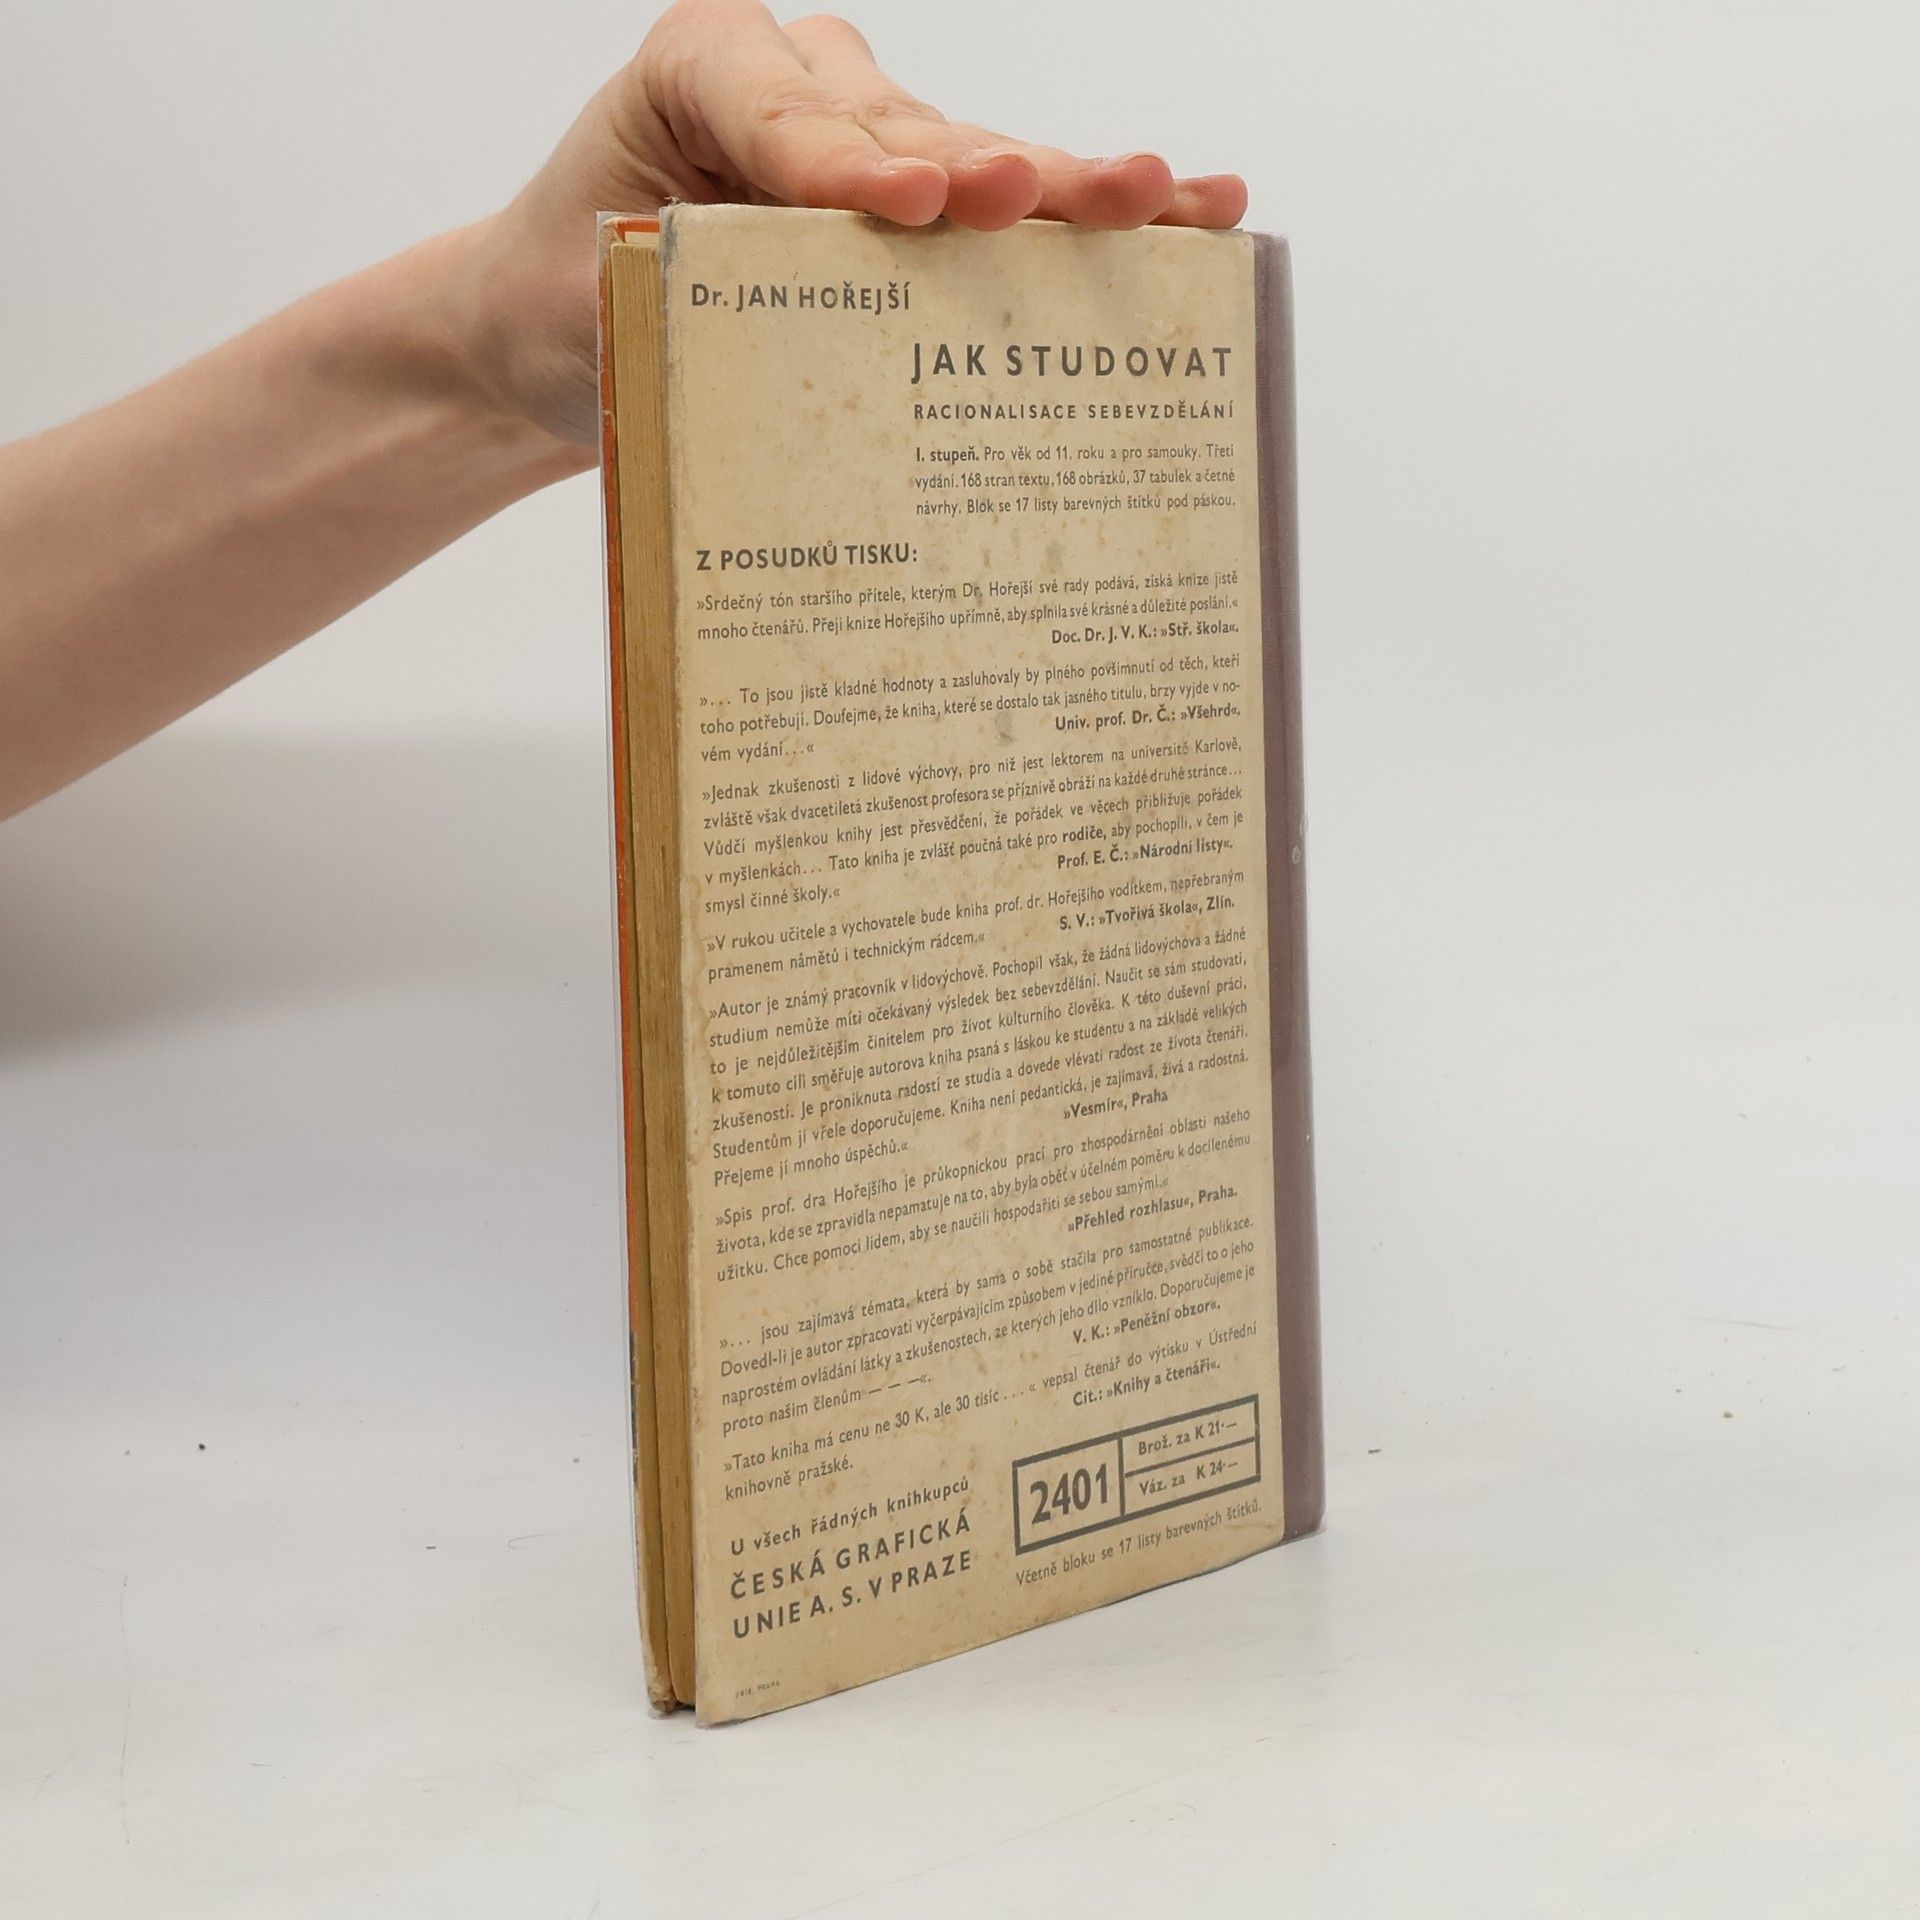 Dr. JAN HOŘEJŠÍ
JAK STUDOVAT
RACIONALISACE SEBEVZDĚLÁNÍ
I. stupeň. Pro věk od 11. roku a pro samouky. Třetí
vydání. 168 stran textu, 168 obrázků, 37 tabulek a četné
návrhy. Blok se 17 listy barevných štítků pod páskou.
Z POSUDKŮ TISKU:
»Srdečný tón staršího přítele, kterým Dr. Hořejší své rady podává, získá knize jistě
mnoho čtenářů. Přeji knize Hořejšího upřímně, aby splnila své krásné a důležité poslání.«
Doc. Dr. J. V. K.: »Stř. škola«.
»... To jsou jistě kladné hodnoty a zasluhovaly by plného povšimnutí od těch, kteří
toho potřebují. Doufejme, že kniha, které se dostalo tak jasného titulu, brzy vyjde v no-
vém vydání...«
Univ. prof. Dr. Č.: »Všehrd«.
»Jednak zkušenosti z lidové výchovy, pro niž jest lektorem na universitě Karlově,
zvláště však dvacetiletá zkušenost profesora se příznivě obráží na každé druhé stránce...
Vůdčí myšlenkou knihy jest přesvědčení, že pořádek ve věcech přibližuje pořádek
v myšlenkách... Tato kniha je zvlášť poučná také pro rodiče, aby pochopili, v čem je
smysl činné školy.«
Prof. E. Č.: »Národní listy«.
»V rukou učitele a vychovatele bude kniha prof. dr. Hořejšího vodítkem, nepřebraným
pramenem námětů i technickým rádcem.«
S. V.: »Tvořivá škola«, Zlín.
»Autor je známý pracovník v lidovýchově. Pochopil však, že žádná lidovýchova a žádné
studium nemůže míti očekávaný výsledek bez sebevzdělání. Naučit se sám studovati,
to je nejdůležitějším činitelem pro život kulturního člověka. K této duševní práci,
k tomuto cíli směřuje autorova kniha psaná s láskou ke studentu a na základě velikých
zkušeností. Je proniknuta radostí ze studia a dovede vlévati radost ze života čtenáři.
Studentům jí vřele doporučujeme. Kniha není pedantická, je zajímavá, živá a radostná.
Přejeme jí mnoho úspěchů.«
»Vesmír«, Praha
»Spis prof. dra Hořejšího je průkopnickou prací pro zhospodárnění oblasti našeho
života, kde se zpravidla nepamatuje na to, aby byla oběť v účelném poměru k docílenému
užitku. Chce pomoci lidem, aby se naučili hospodařiti se sebou samými.«
»Přehled rozhlasu«, Praha.
»... jsou zajímavá témata, která by sama o sobě stačila pro samostatné publikace.
Dovedl-li je autor zpracovati vyčerpávajícím způsobem v jediné příručce, svědčí to o jeho
naprostém ovládání látky a zkušenostech, ze kterých jeho dílo vzniklo. Doporučujeme je
proto našim členům — — —«.
V. K.: »Peněžní obzor«.
»Tato kniha má cenu ne 30 K, ale 30 tisíc...« vepsal čtenář do výtisku v Ústřední
knihovně pražské.
Cit.: »Knihy a čtenáři«.
U všech řádných knihkupců
ČESKÁ GRAFICKÁ
UNIE A. S. V PRAZE
2401
Brož. za K 21·—
Váz. za K 24·—
Včetně bloku se 17 listy barevných štítků.
UNIE, PRAHA